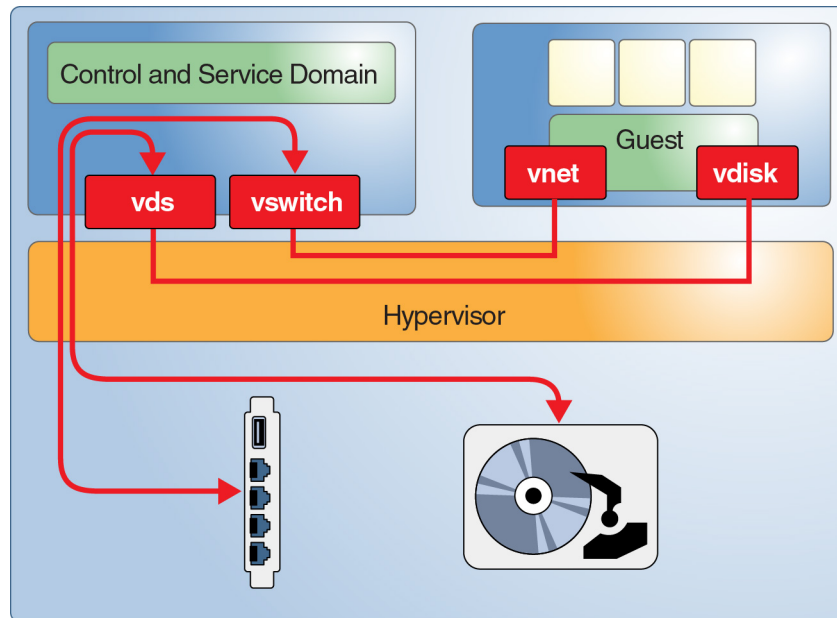 Control and Service Domain
Guest
vds
vswitch
vnet
vdisk
Hypervisor